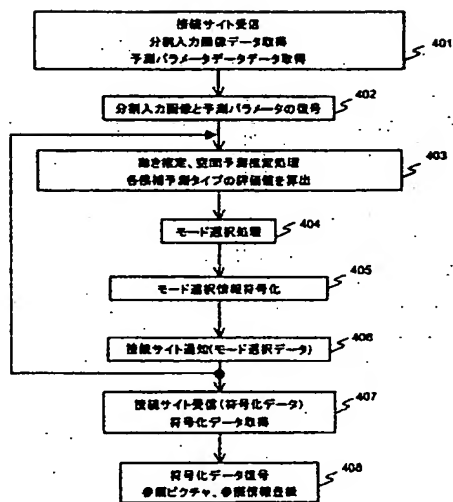 接続サイト受信
分割入力画像データ取得
予測パラメータデータデータ取得
401
分割入力画像と予測パラメータの復号
402
動き推定、空間予測推定処理
各候補予測タイプの評価値を算出
403
モード選択処理
404
モード選択情報符号化
405
接続サイト通知(モード選択データ)
406
接続サイト受信(符号化データ)
符号化データ取得
407
符号化データ復号
参照ピクチャ、参照情報登録
408